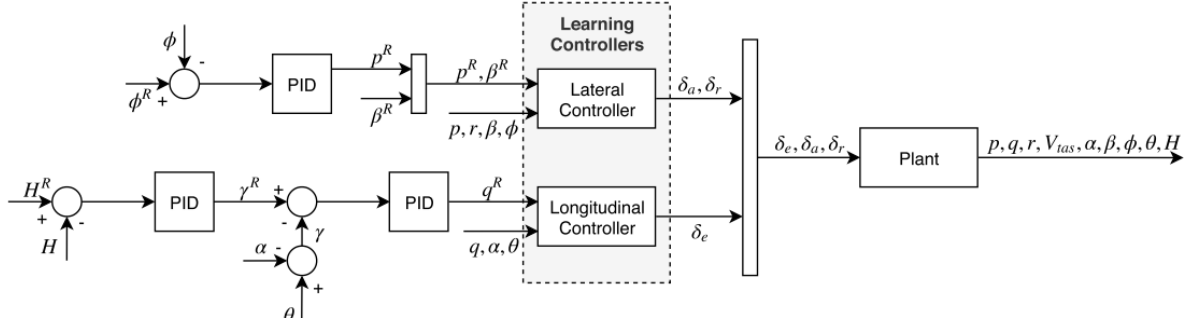 Learning
Controllers
ϕ
-
ϕ^R +
PID
p^R
β^R
p^R, β^R
p, r, β, ϕ
Lateral
Controller
δ_a, δ_r
δ_e, δ_a, δ_r
Plant
p, q, r, V_tas, α, β, ϕ, θ, H
H^R
+
-
H
PID
γ^R
+
-
γ
α -
+
θ
PID
q^R
q, α, θ
Longitudinal
Controller
δ_e